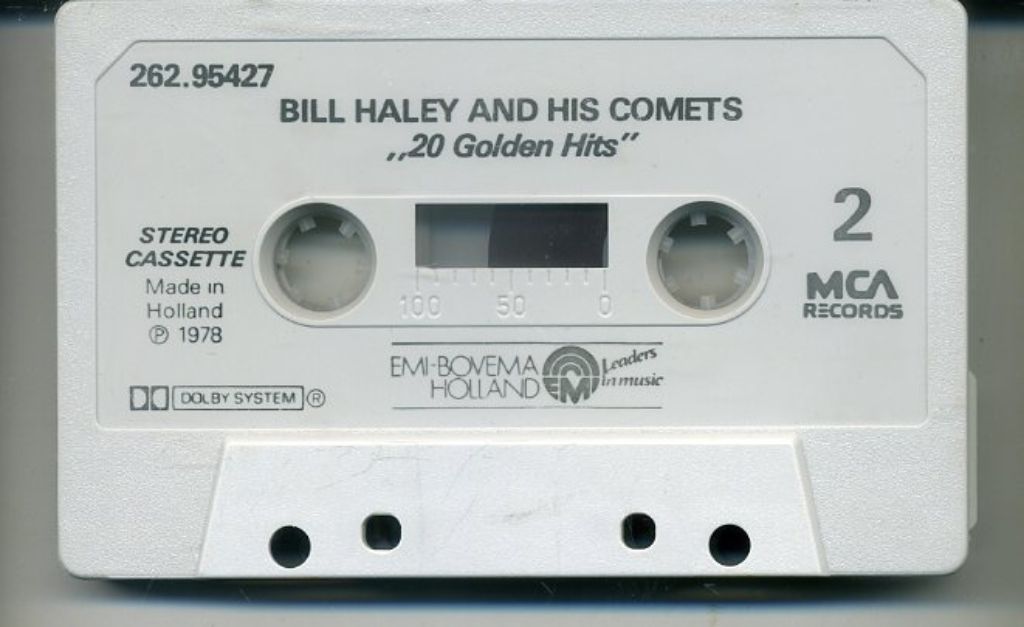 262.95427
BILL HALEY AND HIS COMETS
,,20 Golden Hits”
2
STEREO
CASSETTE
Made in
Holland
℗ 1978
100 50 0
MCA
RECORDS
EMI-BOVEMA
HOLLAND
EMI
Leaders
in music
DOLBY SYSTEM ®